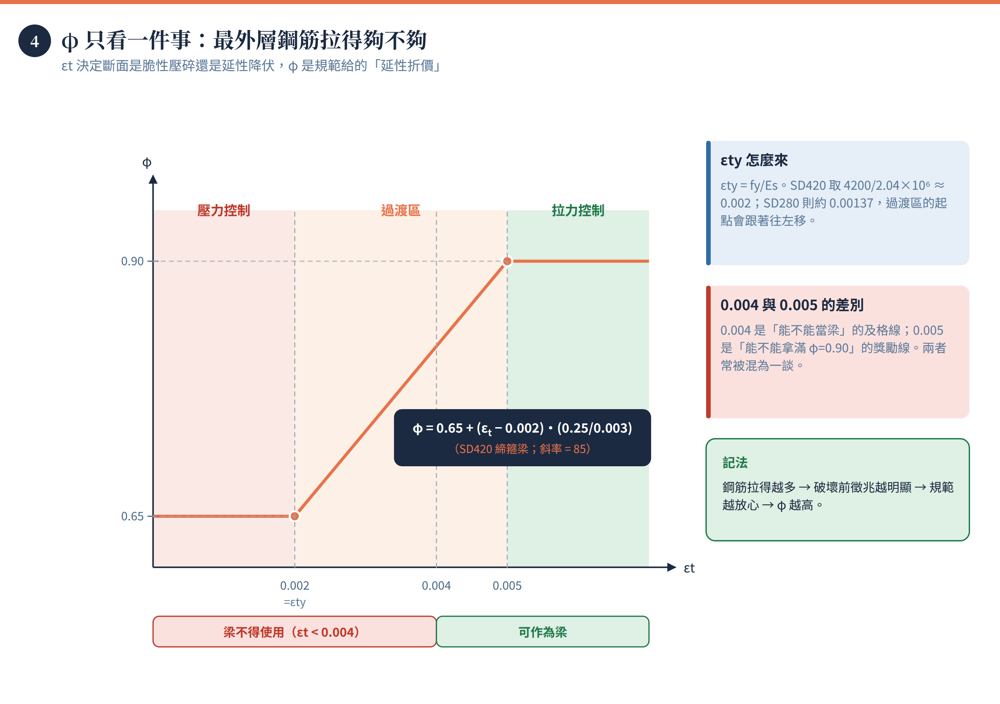 4
φ 只看一件事：最外層鋼筋拉得夠不夠
εt 決定斷面是脆性壓碎還是延性降伏，φ 是規範給的「延性折價」
φ
壓力控制
過渡區
拉力控制
0.90
0.65
φ = 0.65 + (εt − 0.002)·(0.25/0.003)
（SD420 締箍梁；斜率 = 85）
εt
0.002
0.004
0.005
=εty
梁不得使用（εt < 0.004）
可作為梁
εty 怎麼來
εty = fy/Es。SD420 取 4200/2.04×10⁶ ≈
0.002；SD280 則約 0.00137，過渡區的起
點會跟著往左移。
0.004 與 0.005 的差別
0.004 是「能不能當梁」的及格線；0.005
是「能不能拿滿 φ=0.90」的獎勵線。兩者
常被混為一談。
記法
鋼筋拉得越多 → 破壞前徵兆越明顯 → 規範
越放心 → φ 越高。